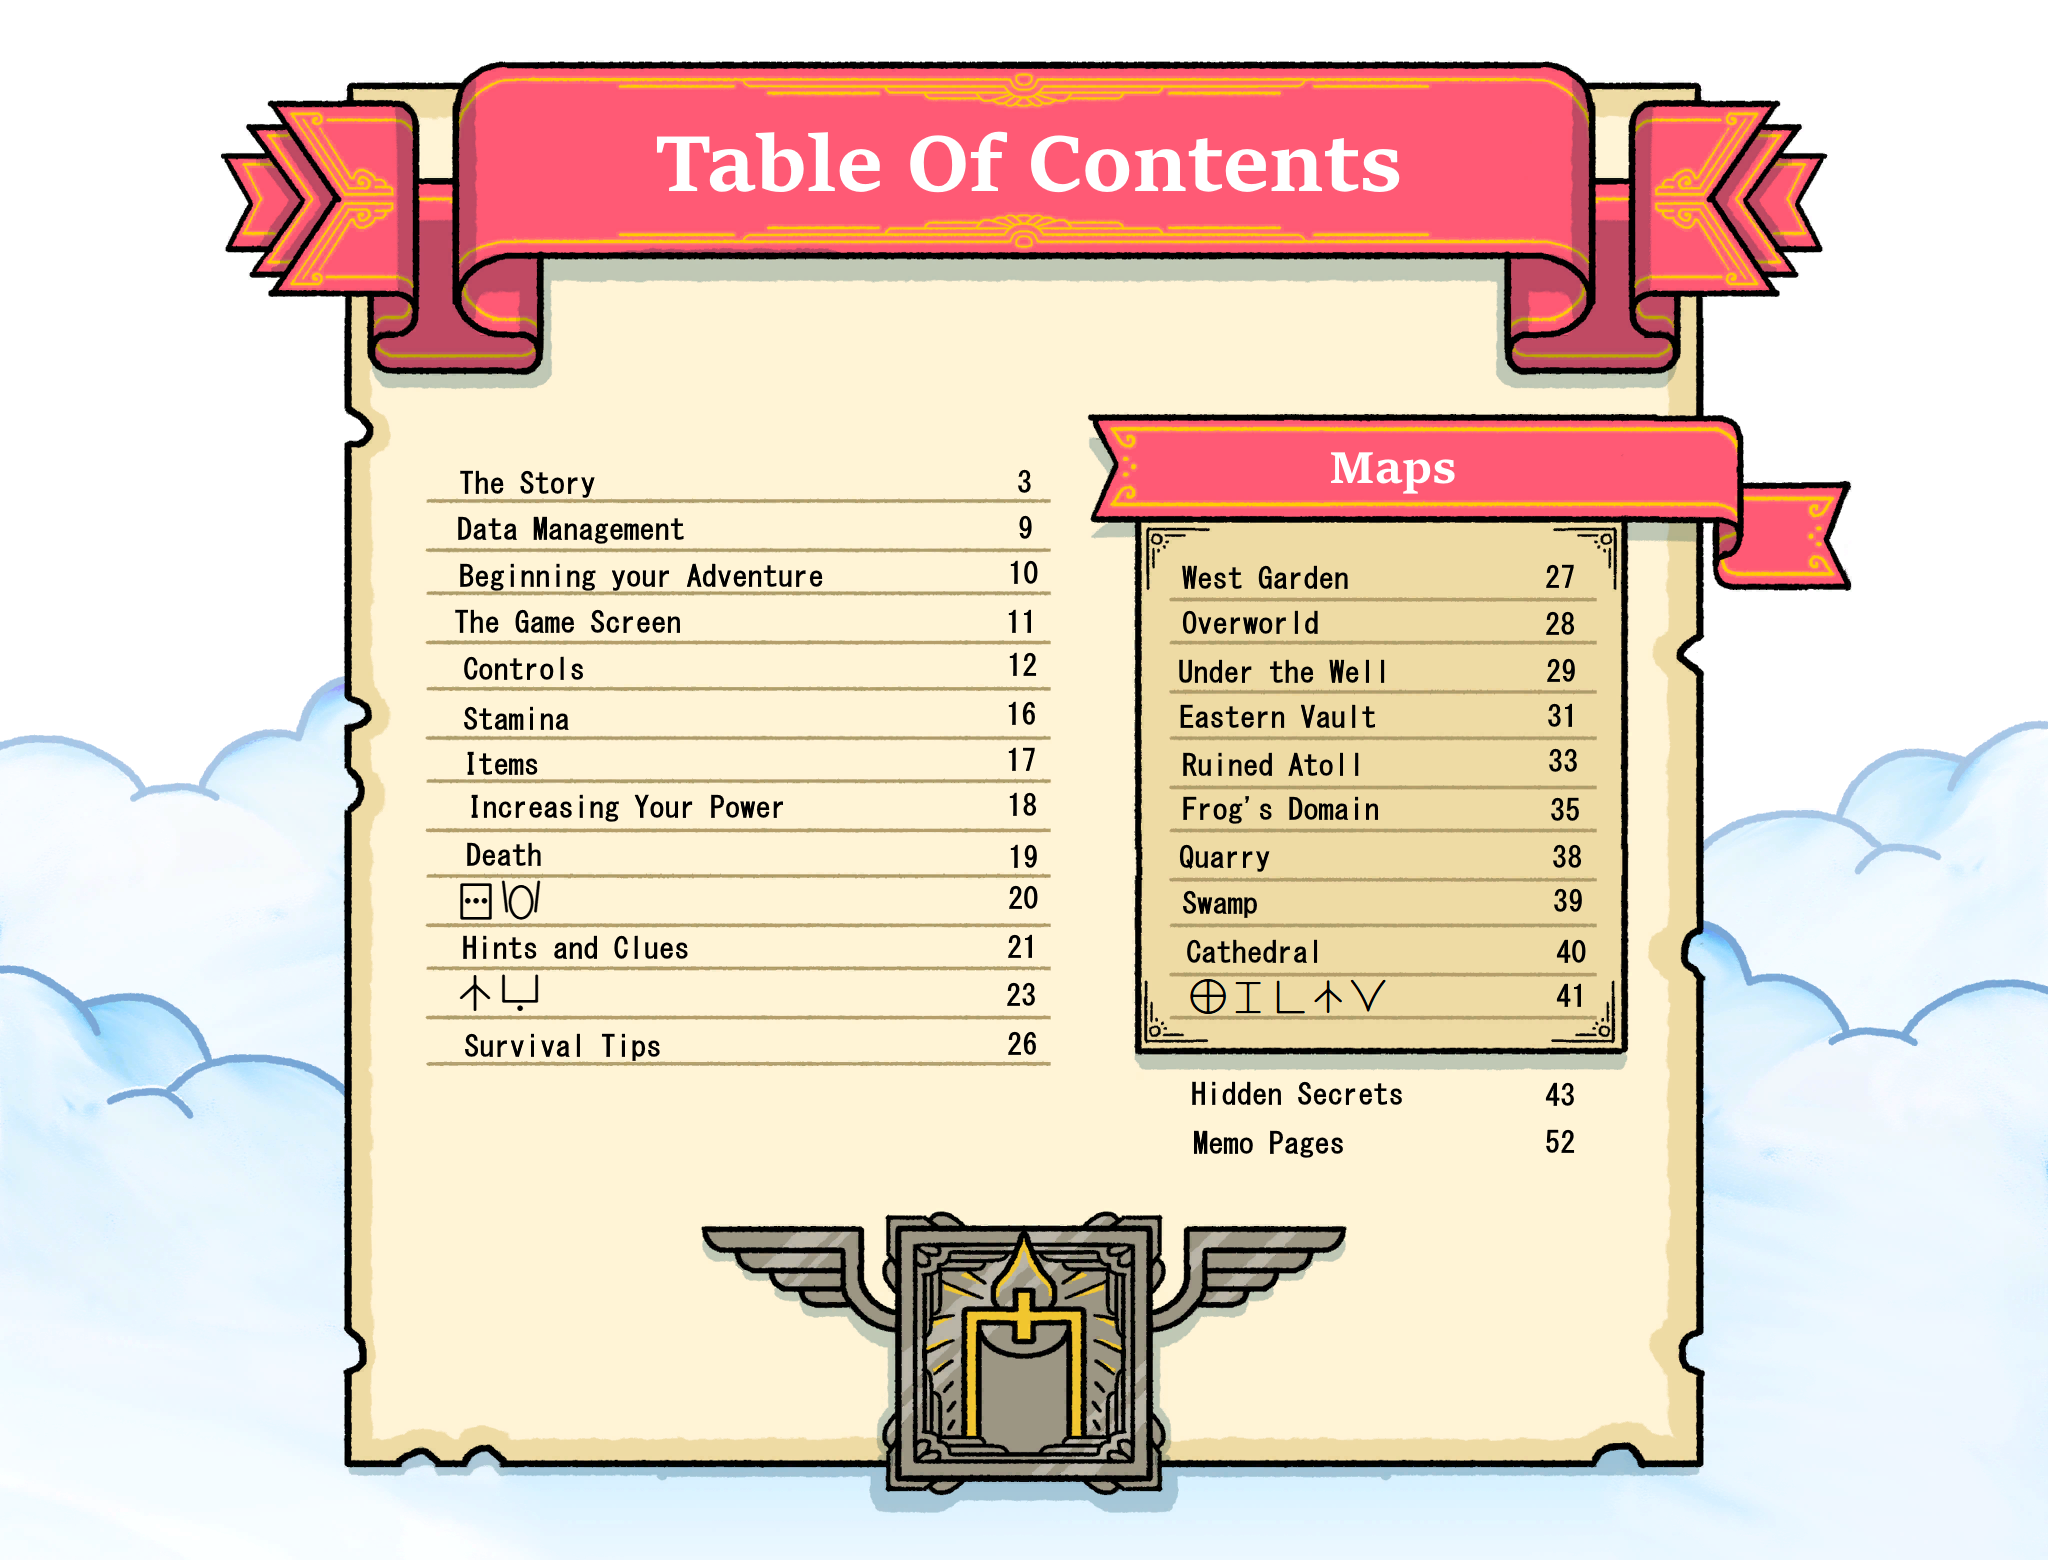 Table Of Contents
The Story 3
Data Management 9
Beginning your Adventure 10
The Game Screen 11
Controls 12
Stamina 16
Items 17
Increasing Your Power 18
Death 19
20
Hints and Clues 21
23
Survival Tips 26
Maps
West Garden 27
Overworld 28
Under the Well 29
Eastern Vault 31
Ruined Atoll 33
Frog's Domain 35
Quarry 38
Swamp 39
Cathedral 40
41
Hidden Secrets 43
Memo Pages 52